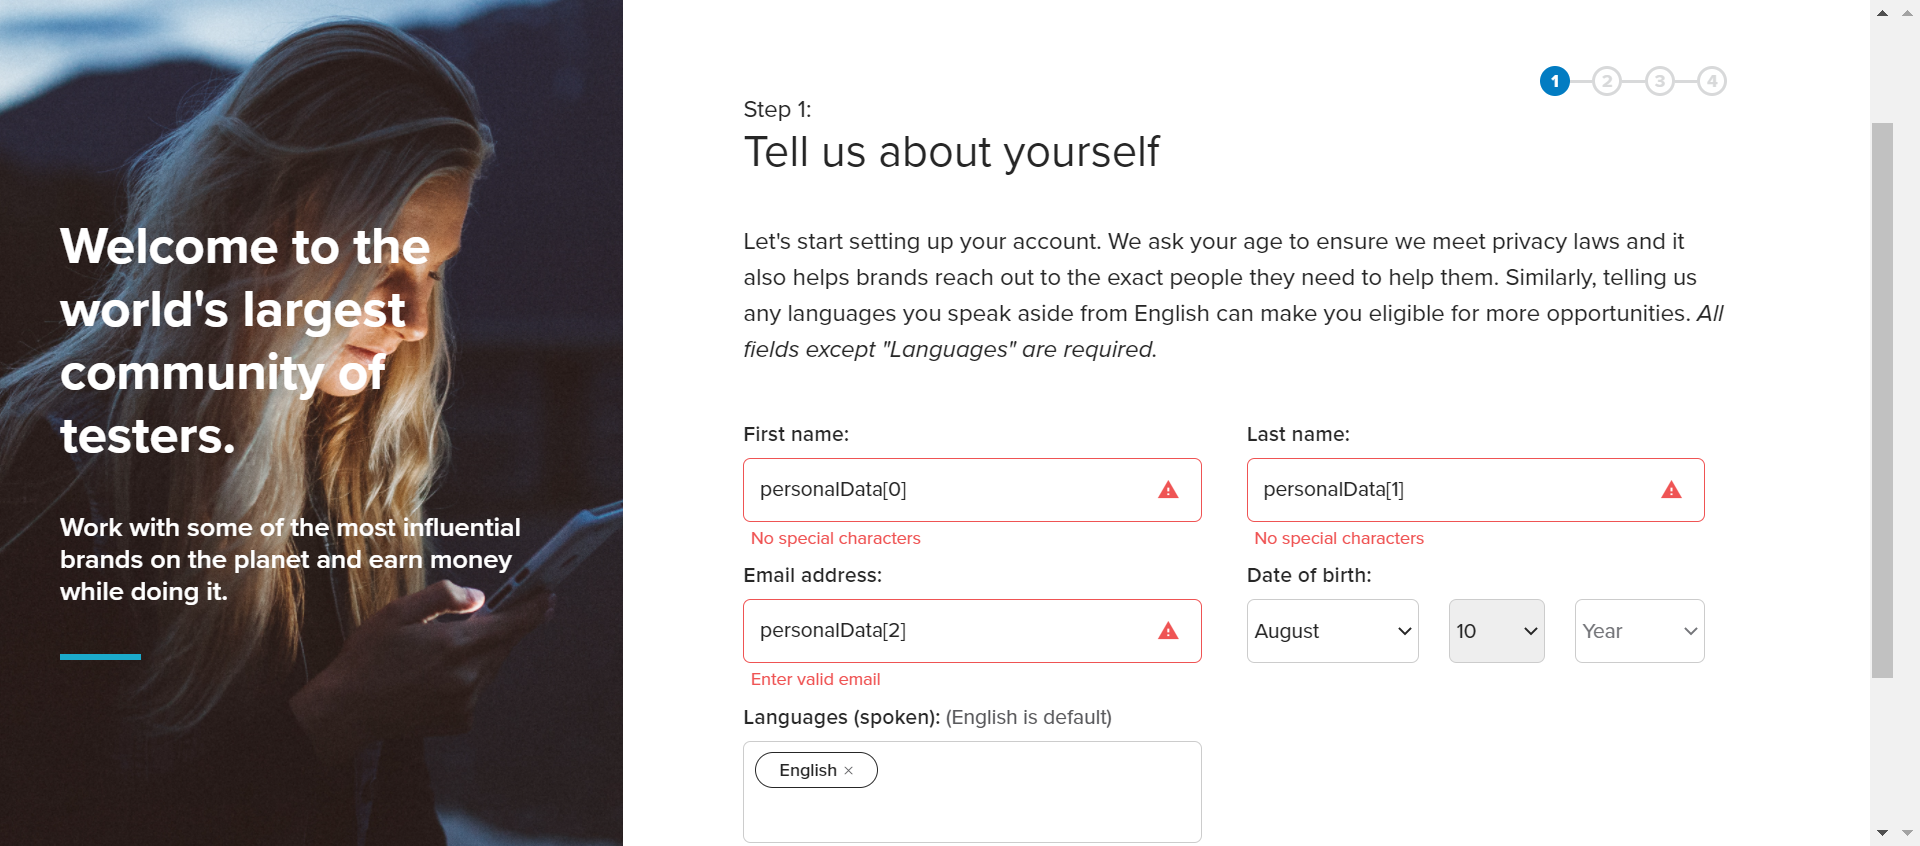 Welcome to the
world's largest
community of
testers.
Work with some of the most influential
brands on the planet and earn money
while doing it.
1 2 3 4
Step 1:
Tell us about yourself
Let's start setting up your account. We ask your age to ensure we meet privacy laws and it
also helps brands reach out to the exact people they need to help them. Similarly, telling us
any languages you speak aside from English can make you eligible for more opportunities. All
fields except "Languages" are required.
First name:
Last name:
personalData[0]
personalData[1]
No special characters
No special characters
Email address:
Date of birth:
personalData[2]
August
10
Year
Enter valid email
Languages (spoken): (English is default)
English ×